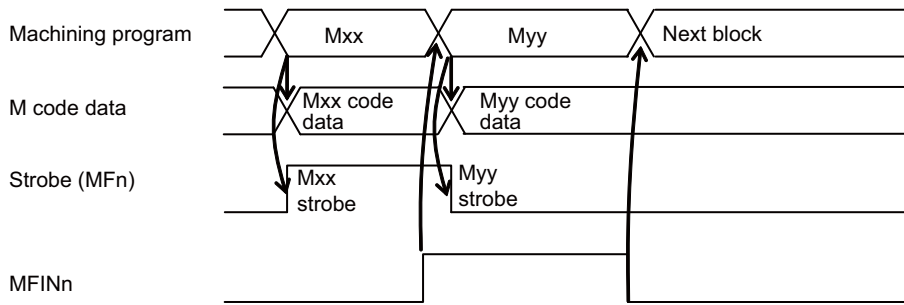 Machining program
Mxx
Myy
Next block
M code data
Mxx code
data
Myy code
data
Strobe (MFn)
Mxx
strobe
Myy
strobe
MFINn